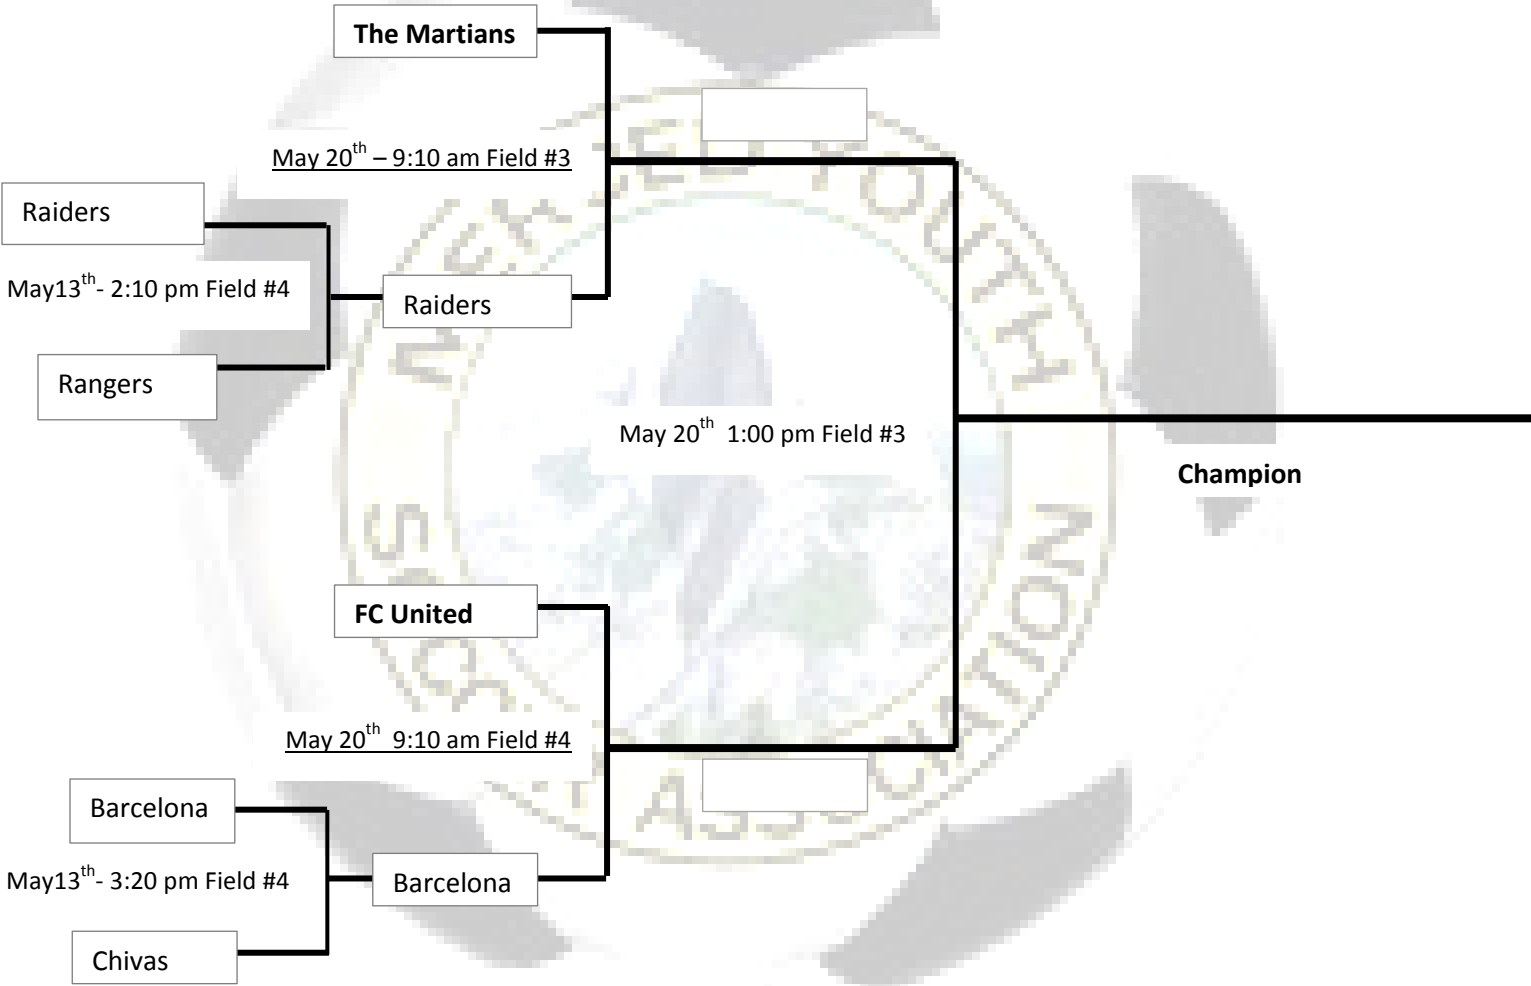 The Martians
May 20th – 9:10 am Field #3
Raiders
May13th- 2:10 pm Field #4
Raiders
Rangers
May 20th 1:00 pm Field #3
Champion
FC United
May 20th 9:10 am Field #4
Barcelona
May13th- 3:20 pm Field #4
Barcelona
Chivas
YOUTH
ASSOCIATION